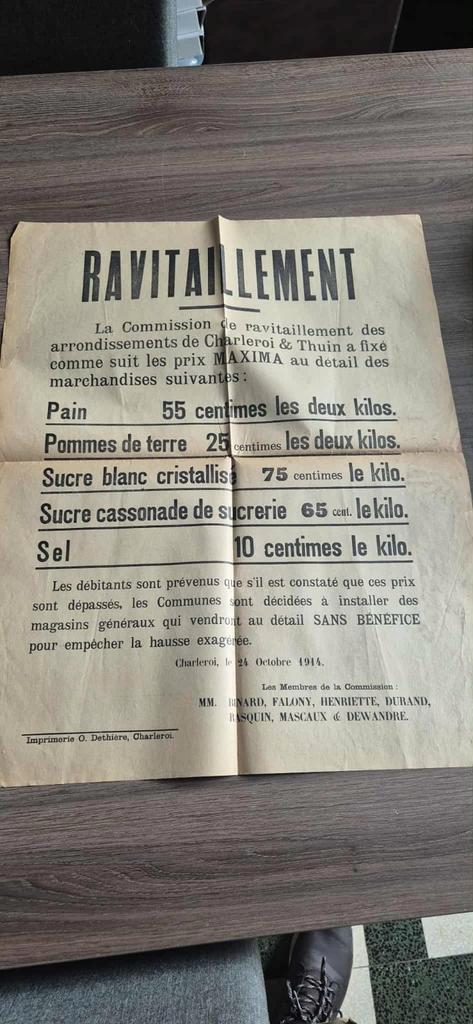 RAVITAILLEMENT
La Commission de ravitaillement des
arrondissements de Charleroi & Thuin a fixé
comme suit les prix MAXIMA au détail des
marchandises suivantes :
Pain 55 centimes les deux kilos.
Pommes de terre 25 centimes les deux kilos.
Sucre blanc cristallisé 75 centimes le kilo.
Sucre cassonade de sucrerie 65 cent. le kilo.
Sel 10 centimes le kilo.
Les débitants sont prévenus que s'il est constaté que ces prix
sont dépassés, les Communes sont décidées à installer des
magasins généraux qui vendront au détail SANS BÉNÉFICE
pour empêcher la hausse exagérée.
Charleroi, le 24 Octobre 1914.
Les Membres de la Commission :
MM. FALONY, HENRIETTE, DURAND,
MASCAUX & DEWANDRE.
Imprimerie O. Dethière, Charleroi.